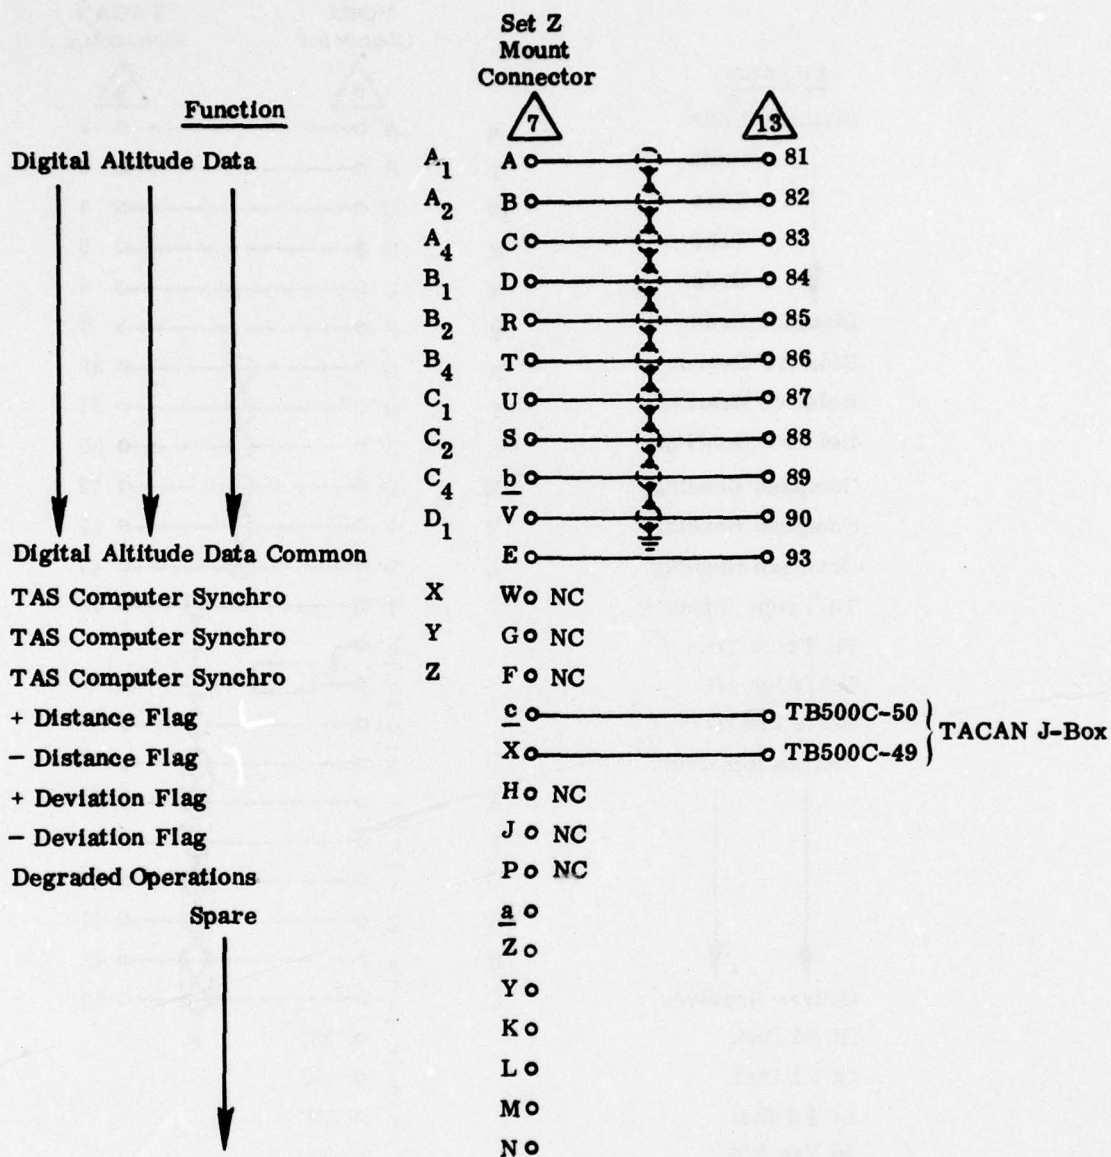 Set Z
Mount
Connector
Function 7 13
Digital Altitude Data A1 A 81
A2 B 82
A4 C 83
B1 D 84
B2 R 85
B4 T 86
C1 U 87
C2 S 88
C4 b 89
D1 V 90
Digital Altitude Data Common E 93
TAS Computer Synchro X W NC
TAS Computer Synchro Y G NC
TAS Computer Synchro Z F NC
+ Distance Flag c TB500C-50
TACAN J-Box
− Distance Flag X TB500C-49
+ Deviation Flag H NC
− Deviation Flag J NC
Degraded Operations P NC
Spare a
Z
Y
K
L
M
N